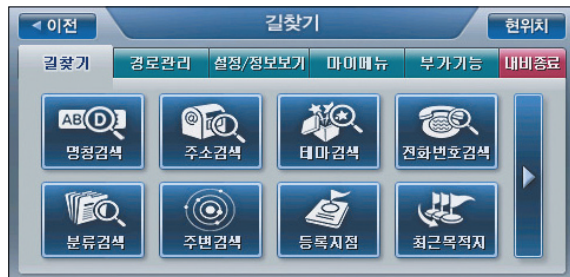 이전 길찾기 현위치
길찾기 경로관리 설정/정보보기 마이메뉴 부가기능 내비종료
AB D E
명칭검색 주소검색 테마검색 전화번호검색
분류검색 주변검색 등록지점 최근목적지